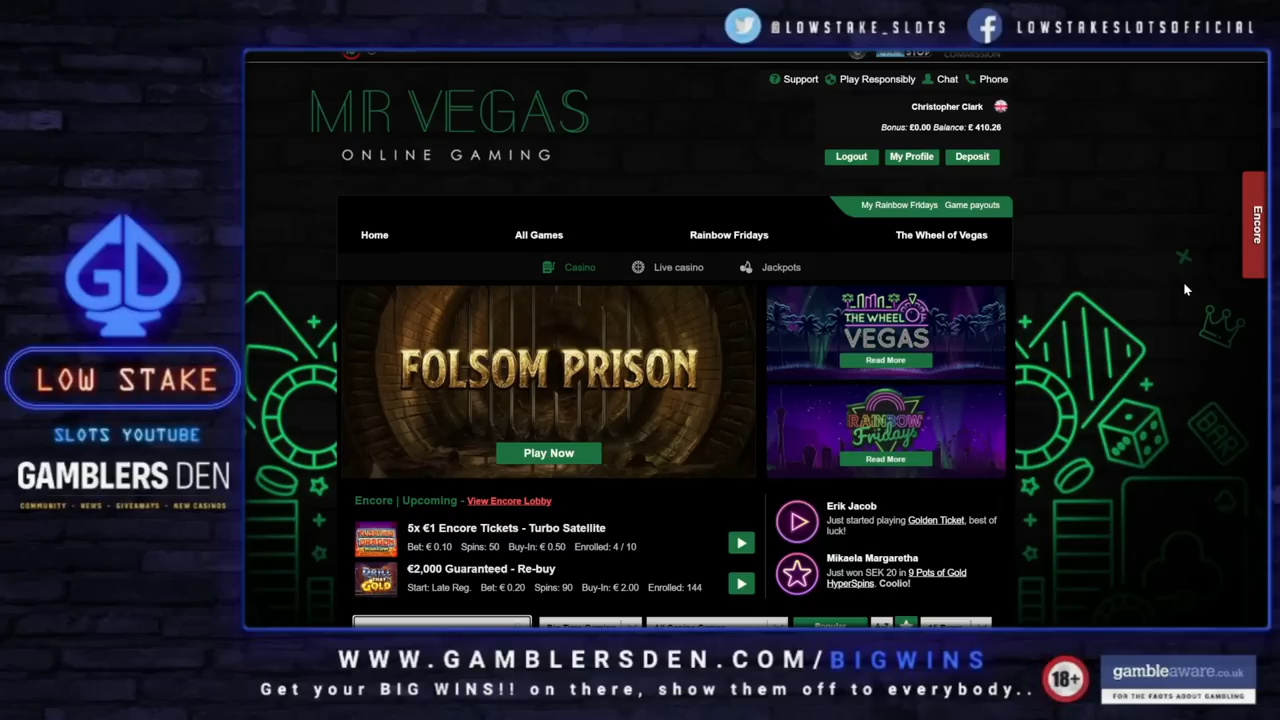 @LOWSTAKE_SLOTS LOWSTAKESLOTSOFFICIAL
Support Play Responsibly Chat Phone
MR VEGAS
ONLINE GAMING
Christopher Clark
Bonus: £0.00 Balance: £ 410.26
Logout My Profile Deposit
Encore
My Rainbow Fridays Game payouts
Home All Games Rainbow Fridays The Wheel of Vegas
Casino Live casino Jackpots
GD
LOW STAKE
SLOTS YOUTUBE
GAMBLERS DEN
COMMUNITY - NEWS - GIVEAWAYS - NEW CASINOS
FOLSOM PRISON
Play Now
THE WHEEL OF
VEGAS
Read More
RAINBOW
Fridays
Read More
BAR
Encore | Upcoming - View Encore Lobby
5x €1 Encore Tickets - Turbo Satellite
Bet: € 0.10 Spins: 50 Buy-In: € 0.50 Enrolled: 4 / 10
€2,000 Guaranteed - Re-buy
Start: Late Reg. Bet: € 0.20 Spins: 90 Buy-In: € 2.00 Enrolled: 144
Erik Jacob
Just started playing Golden Ticket, best of
luck!
Mikaela Margaretha
Just won SEK 20 in 9 Pots of Gold
HyperSpins. Coolio!
WWW.GAMBLERSDEN.COM/BIGWINS
Get your BIG WINS!! on there, show them off to everybody..
18+
gambleaware.co.uk
FOR THE FACTS ABOUT GAMBLING